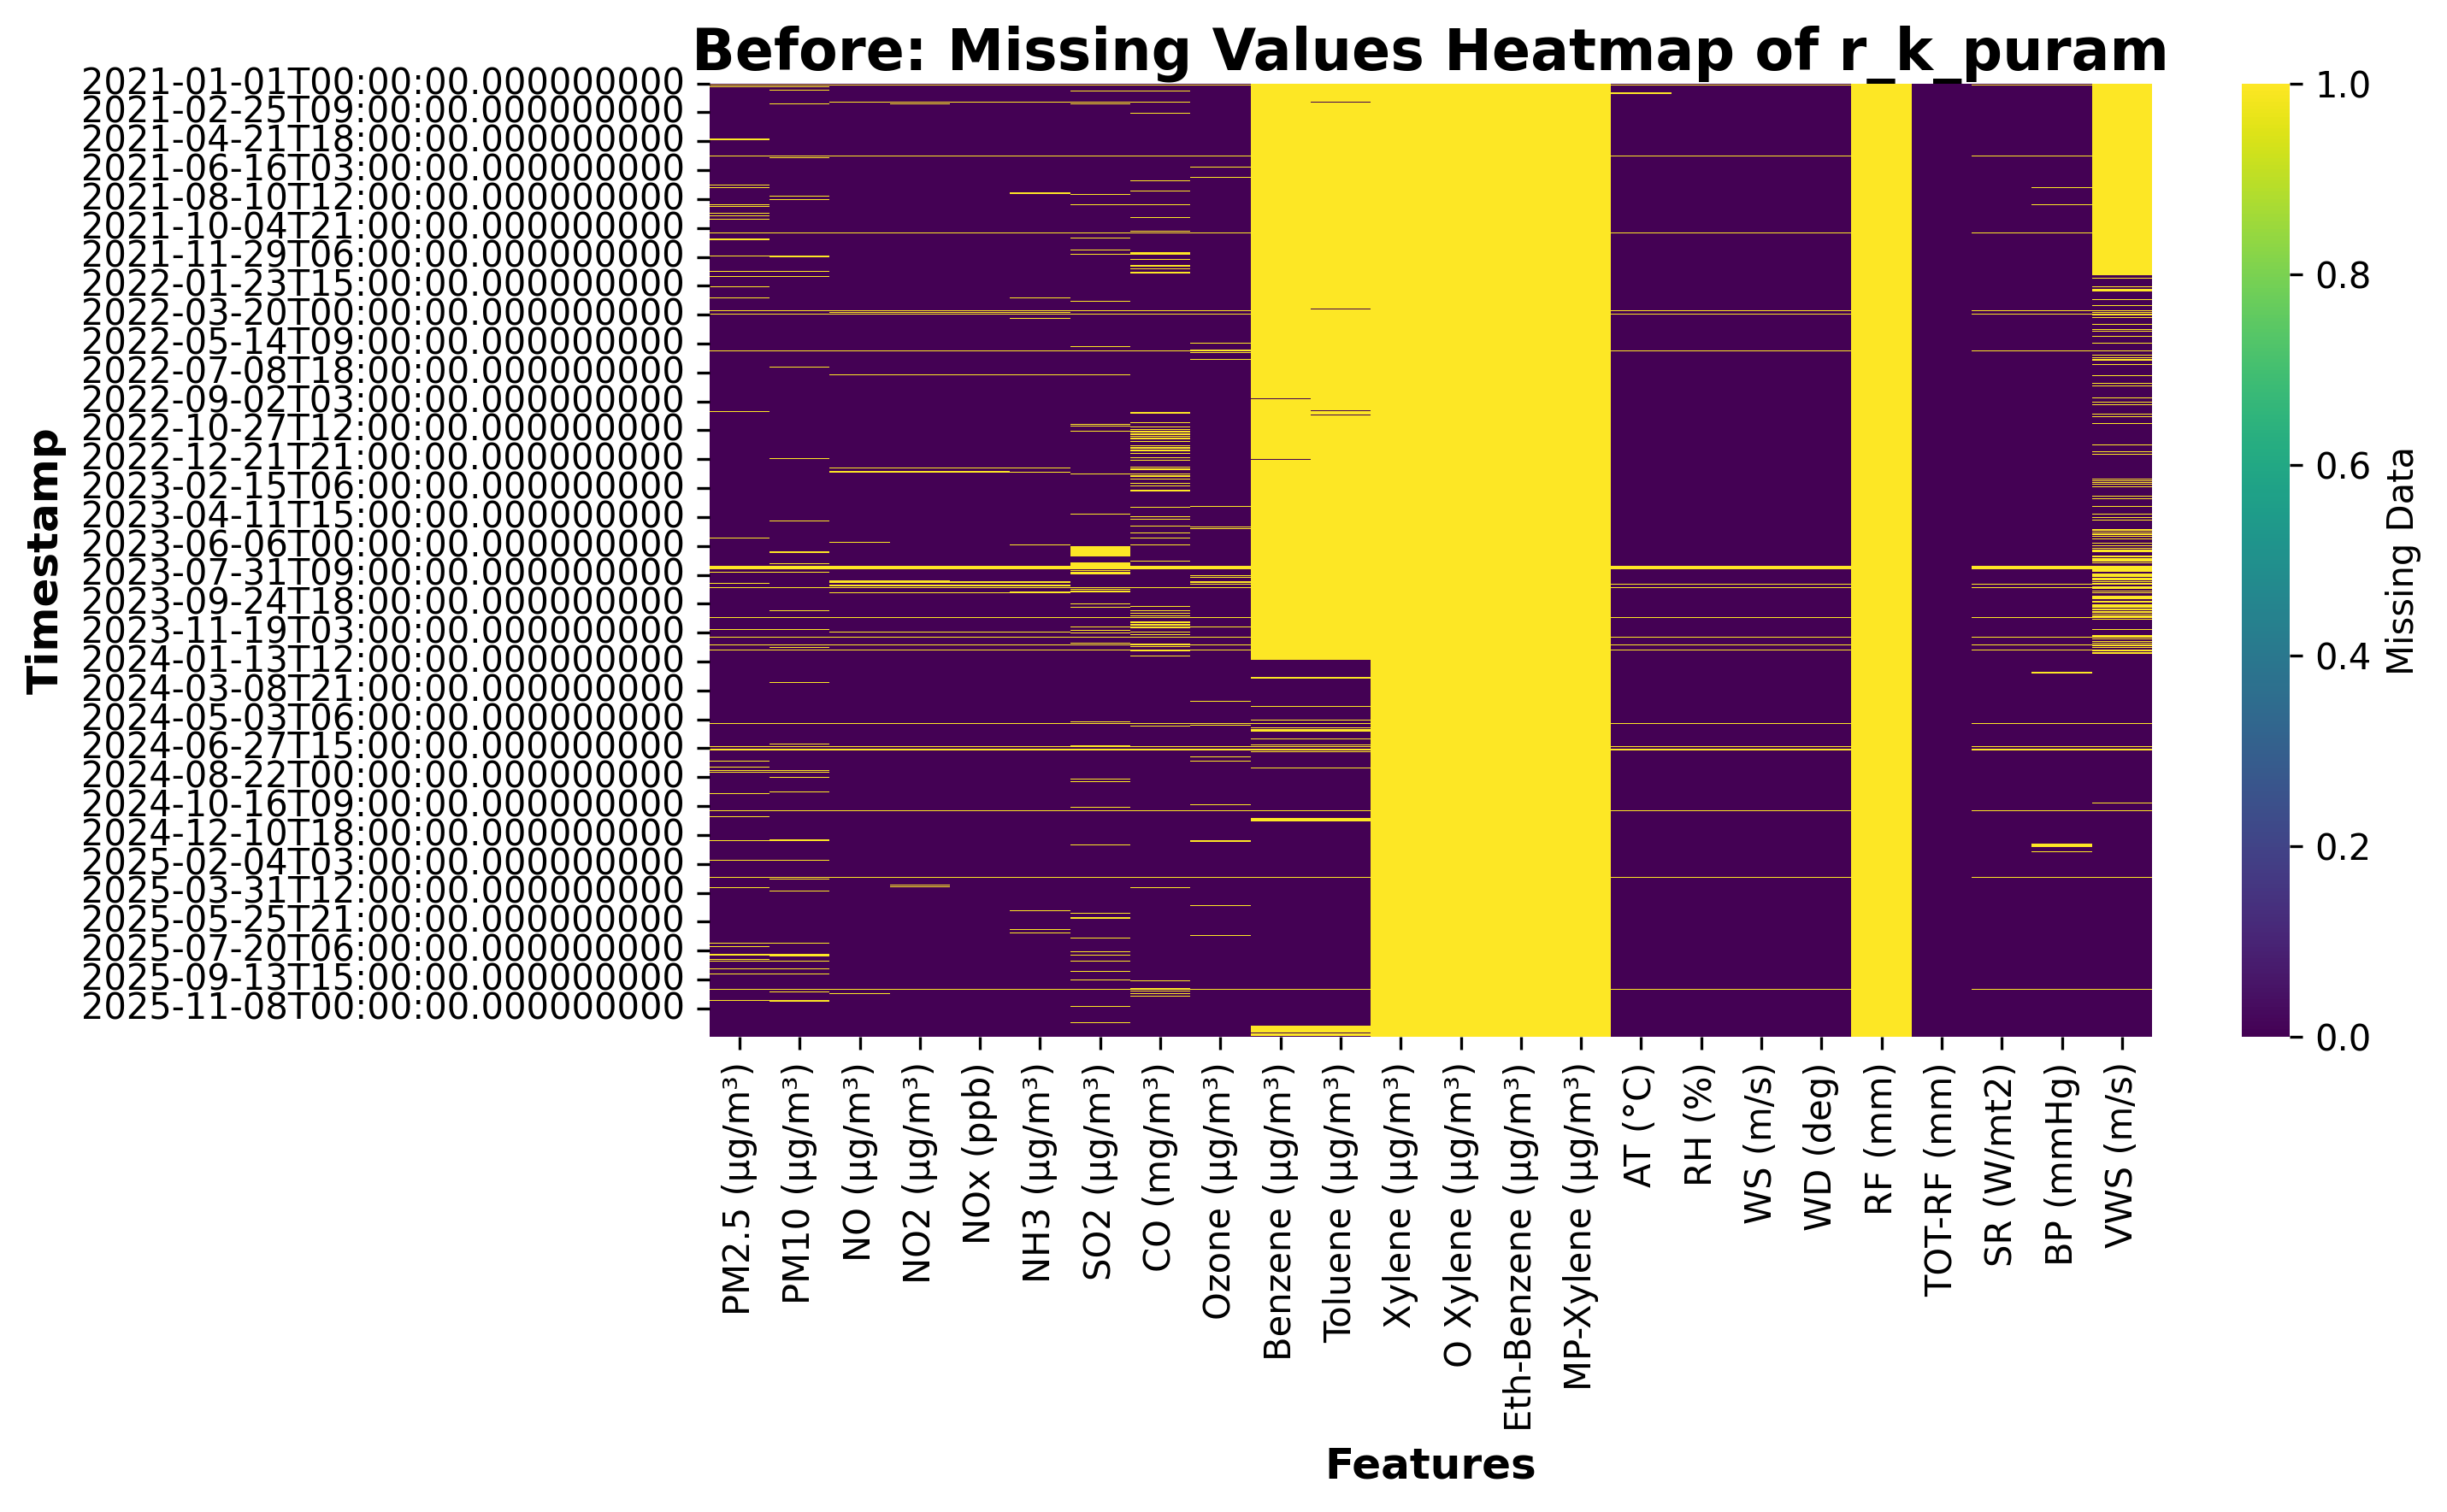 Before: Missing Values Heatmap of r_k_puram
2021-01-01T00:00:00.000000000
2021-02-25T09:00:00.000000000
2021-04-21T18:00:00.000000000
2021-06-16T03:00:00.000000000
2021-08-10T12:00:00.000000000
2021-10-04T21:00:00.000000000
2021-11-29T06:00:00.000000000
2022-01-23T15:00:00.000000000
2022-03-20T00:00:00.000000000
2022-05-14T09:00:00.000000000
2022-07-08T18:00:00.000000000
2022-09-02T03:00:00.000000000
2022-10-27T12:00:00.000000000
2022-12-21T21:00:00.000000000
2023-02-15T06:00:00.000000000
2023-04-11T15:00:00.000000000
2023-06-06T00:00:00.000000000
2023-07-31T09:00:00.000000000
2023-09-24T18:00:00.000000000
2023-11-19T03:00:00.000000000
2024-01-13T12:00:00.000000000
2024-03-08T21:00:00.000000000
2024-05-03T06:00:00.000000000
2024-06-27T15:00:00.000000000
2024-08-22T00:00:00.000000000
2024-10-16T09:00:00.000000000
2024-12-10T18:00:00.000000000
2025-02-04T03:00:00.000000000
2025-03-31T12:00:00.000000000
2025-05-25T21:00:00.000000000
2025-07-20T06:00:00.000000000
2025-09-13T15:00:00.000000000
2025-11-08T00:00:00.000000000
Timestamp
PM2.5 (µg/m³)
PM10 (µg/m³)
NO (µg/m³)
NO2 (µg/m³)
NOx (ppb)
NH3 (µg/m³)
SO2 (µg/m³)
CO (mg/m³)
Ozone (µg/m³)
Benzene (µg/m³)
Toluene (µg/m³)
Xylene (µg/m³)
O Xylene (µg/m³)
Eth-Benzene (µg/m³)
MP-Xylene (µg/m³)
AT (°C)
RH (%)
WS (m/s)
WD (deg)
RF (mm)
TOT-RF (mm)
SR (W/mt2)
BP (mmHg)
VWS (m/s)
Features
1.0
0.8
0.6
0.4
0.2
0.0
Missing Data